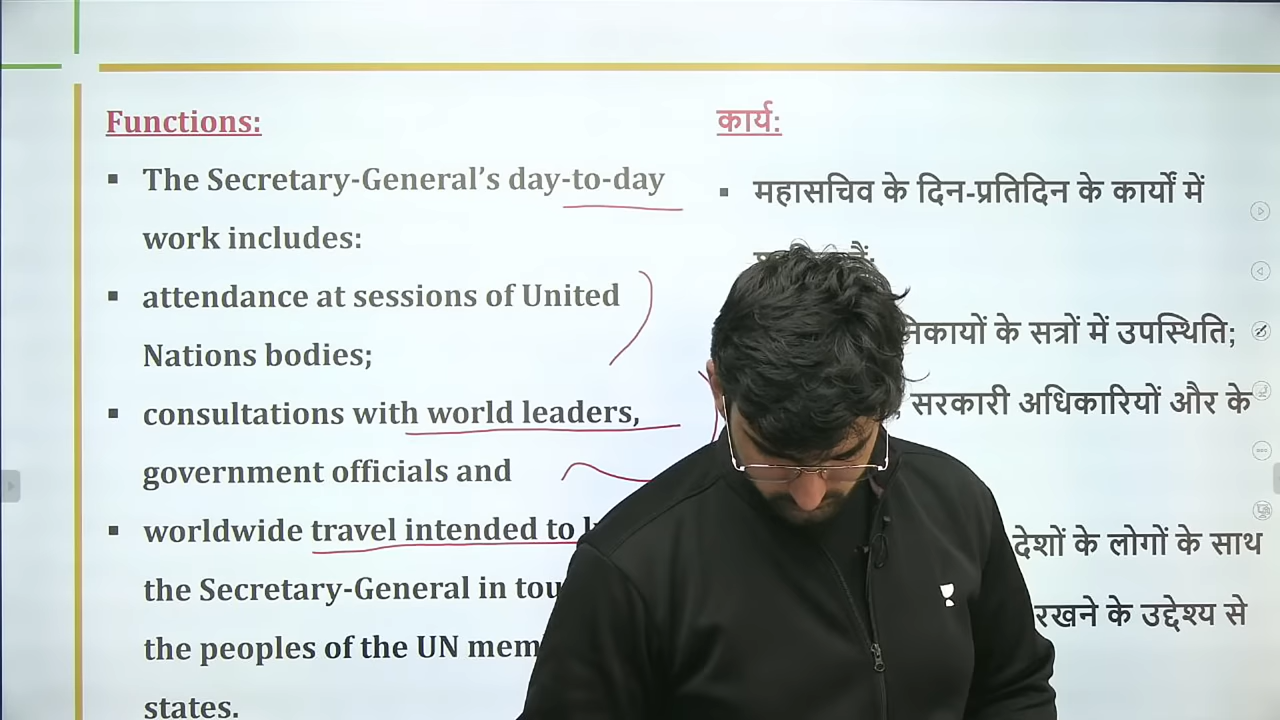 Functions:
The Secretary-General’s day-to-day
work includes:
attendance at sessions of United
Nations bodies;
consultations with world leaders,
government officials and
worldwide travel intended to
the Secretary-General in
the peoples of the UN
states.
कार्य:
महासचिव के दिन-प्रतिदिन के कार्यों में
के सत्रों में उपस्थिति;
सरकारी अधिकारियों और के
देशों के लोगों के साथ
रखने के उद्देश्य से